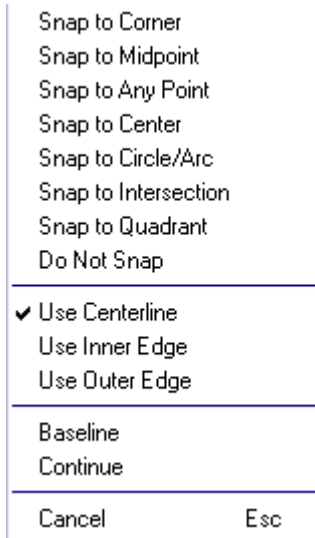 Snap to Corner
Snap to Midpoint
Snap to Any Point
Snap to Center
Snap to Circle/Arc
Snap to Intersection
Snap to Quadrant
Do Not Snap
Use Centerline
Use Inner Edge
Use Outer Edge
Baseline
Continue
Cancel Esc